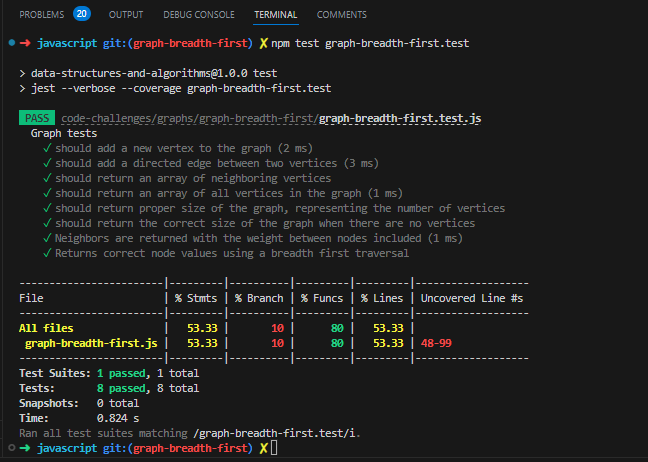 PROBLEMS 20 OUTPUT DEBUG CONSOLE TERMINAL COMMENTS
➜ javascript git:(graph-breadth-first) ✗ npm test graph-breadth-first.test
> data-structures-and-algorithms@1.0.0 test
> jest --verbose --coverage graph-breadth-first.test
PASS code-challenges/graphs/graph-breadth-first/graph-breadth-first.test.js
Graph tests
✓ should add a new vertex to the graph (2 ms)
✓ should add a directed edge between two vertices (3 ms)
✓ should return an array of neighboring vertices
✓ should return an array of all vertices in the graph (1 ms)
✓ should return proper size of the graph, representing the number of vertices
✓ should return the correct size of the graph when there are no vertices
✓ Neighbors are returned with the weight between nodes included (1 ms)
✓ Returns correct node values using a breadth first traversal
----------------------|---------|----------|---------|---------|-------------------
File | % Stmts | % Branch | % Funcs | % Lines | Uncovered Line #s
----------------------|---------|----------|---------|---------|-------------------
All files | 53.33 | 10 | 80 | 53.33 |
graph-breadth-first.js | 53.33 | 10 | 80 | 53.33 | 48-99
----------------------|---------|----------|---------|---------|-------------------
Test Suites: 1 passed, 1 total
Tests: 8 passed, 8 total
Snapshots: 0 total
Time: 0.824 s
Ran all test suites matching /graph-breadth-first.test/i.
➜ javascript git:(graph-breadth-first) ✗